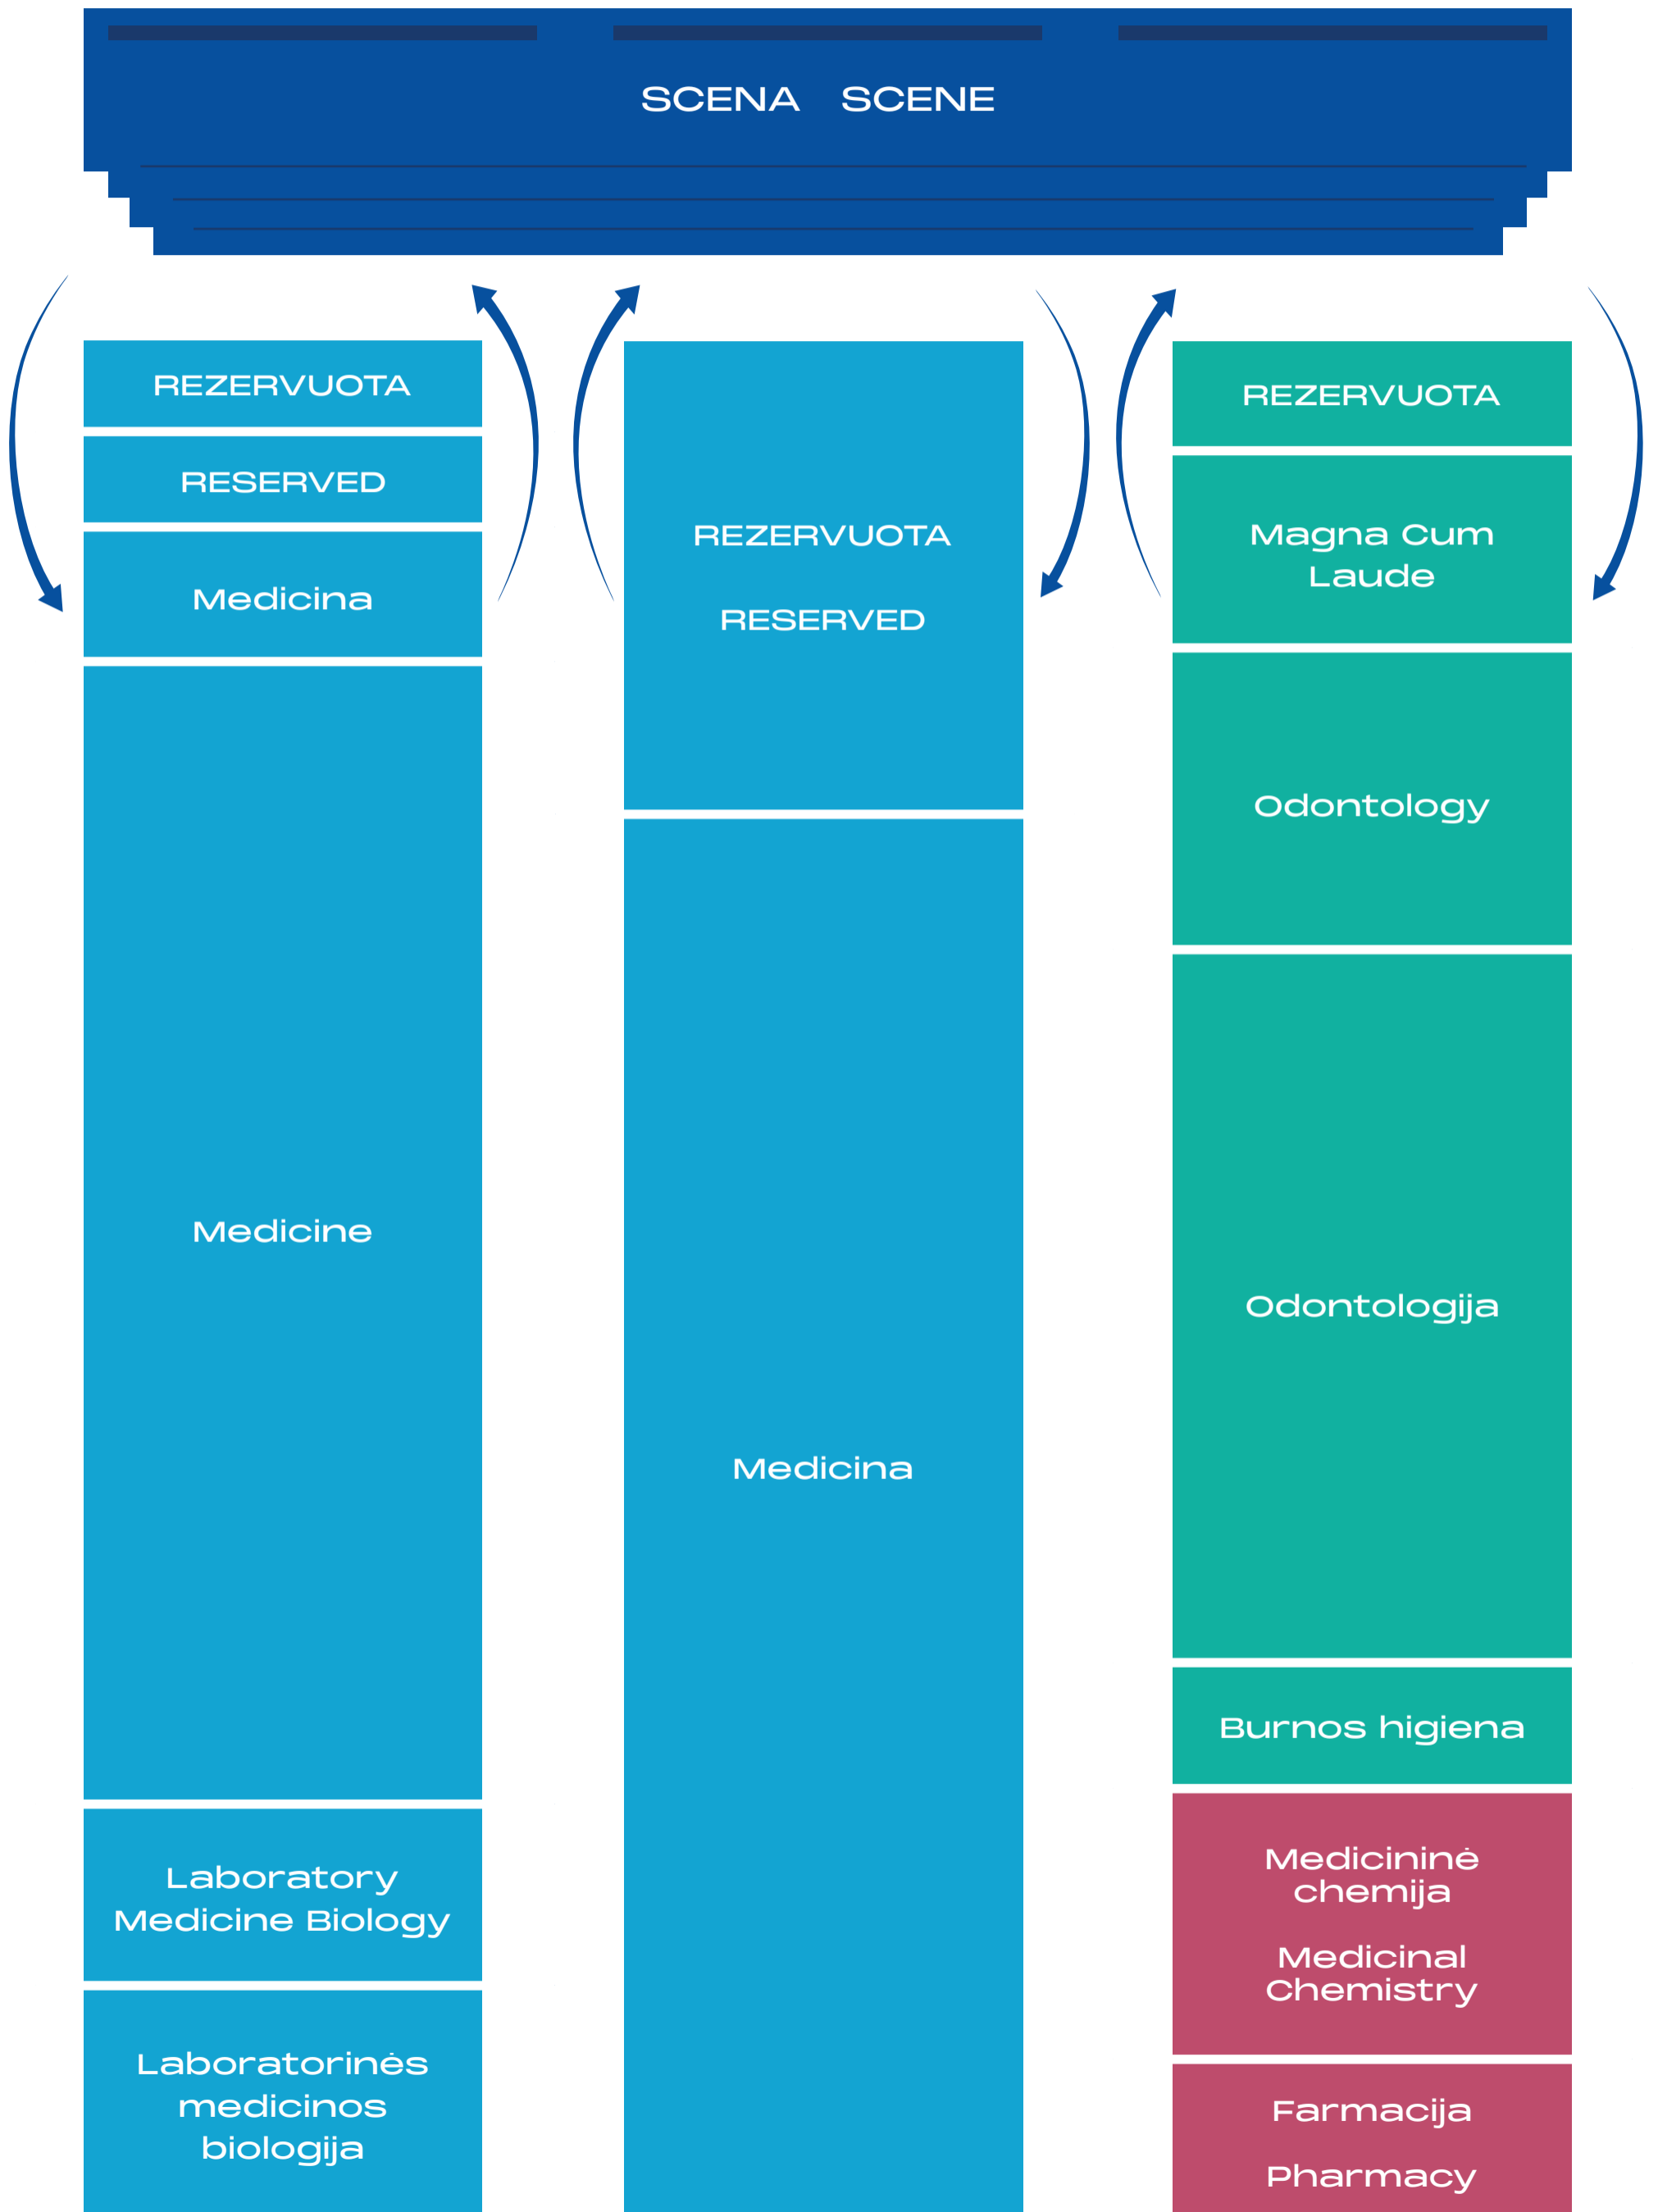 SCENA SCENE
REZERVUOTA
RESERVED
Medicina
Medicine
Laboratory
Medicine Biology
Laboratorinės
medicinos
biologija
REZERVUOTA
RESERVED
Medicina
REZERVUOTA
Magna Cum
Laude
Odontology
Odontologija
Burnos higiena
Medicininė
chemija
Medicinal
Chemistry
Farmacija
Pharmacy